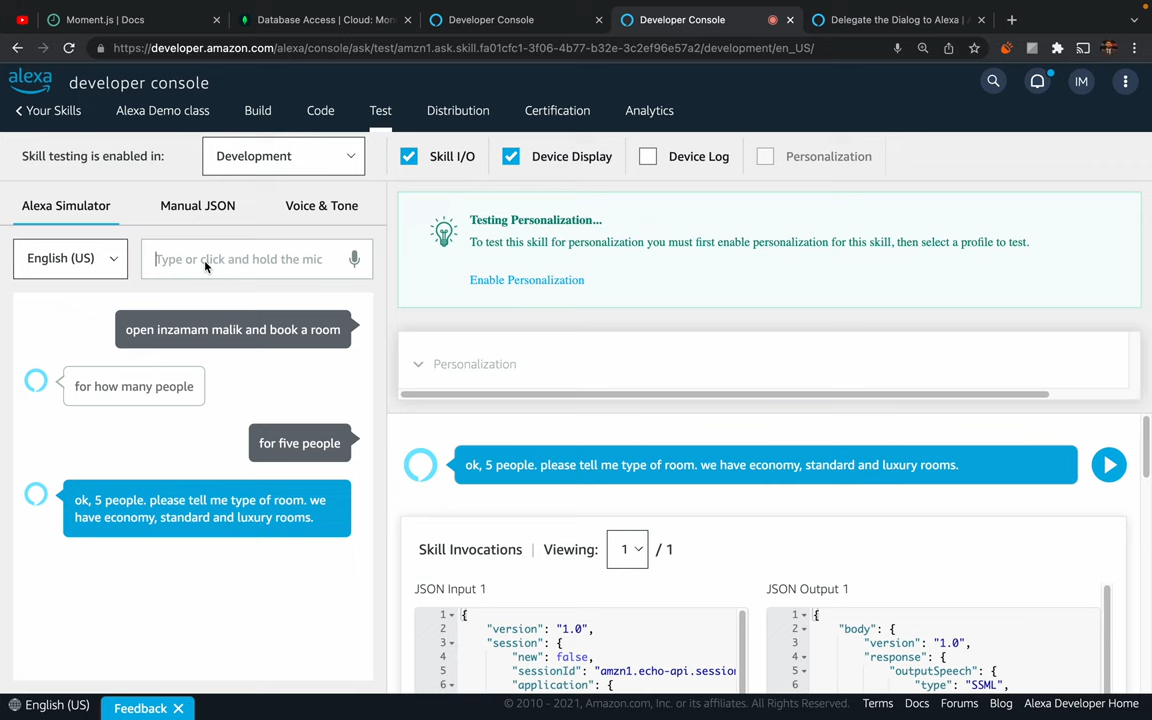 Moment.js | Docs
Database Access | Cloud: Mon
Developer Console
Developer Console
Delegate the Dialog to Alexa | A
https://developer.amazon.com/alexa/console/ask/test/amzn1.ask.skill.fa01cfc1-3f06-4b77-b32e-3c2ef96e57a2/development/en_US/
alexa developer console
IM
Your Skills
Alexa Demo class
Build
Code
Test
Distribution
Certification
Analytics
Skill testing is enabled in:
Development
Skill I/O
Device Display
Device Log
Personalization
Alexa Simulator
Manual JSON
Voice & Tone
English (US)
Type or click and hold the mic
open inzamam malik and book a room
for how many people
for five people
ok, 5 people. please tell me type of room. we
have economy, standard and luxury rooms.
Testing Personalization...
To test this skill for personalization you must first enable personalization for this skill, then select a profile to test.
Enable Personalization
Personalization
ok, 5 people. please tell me type of room. we have economy, standard and luxury rooms.
Skill Invocations | Viewing: 1 / 1
JSON Input 1
1 {
2 "version": "1.0",
3 "session": {
4 "new": false,
5 "sessionId": "amzn1.echo-api.session
6 "application": {
JSON Output 1
1 {
2 "body": {
3 "version": "1.0",
4 "response": {
5 "outputSpeech": {
6 "type": "SSML",
English (US)
Feedback
© 2010 - 2021, Amazon.com, Inc. or its affiliates. All Rights Reserved.
Terms
Docs
Forums
Blog
Alexa Developer Home